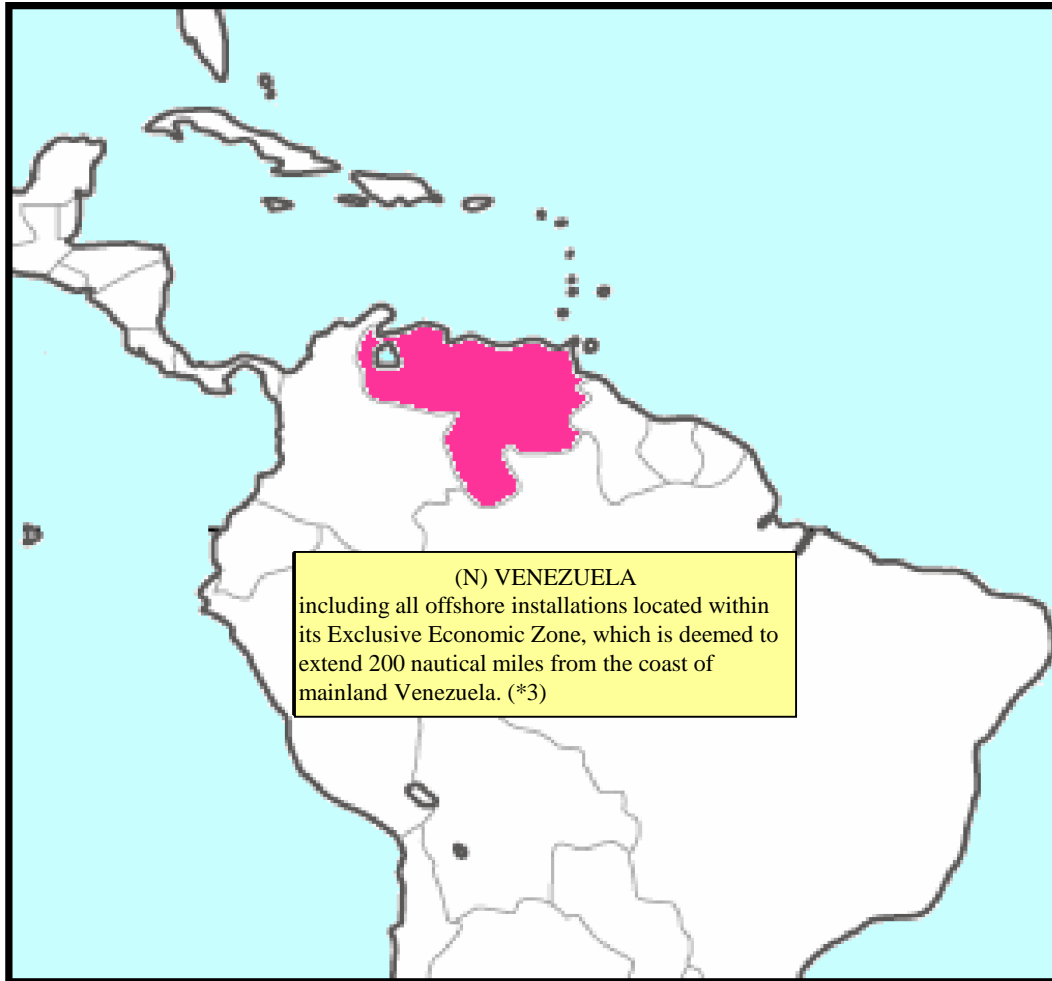 (N) VENEZUELA
including all offshore installations located within
its Exclusive Economic Zone, which is deemed to
extend 200 nautical miles from the coast of
mainland Venezuela. (*3)